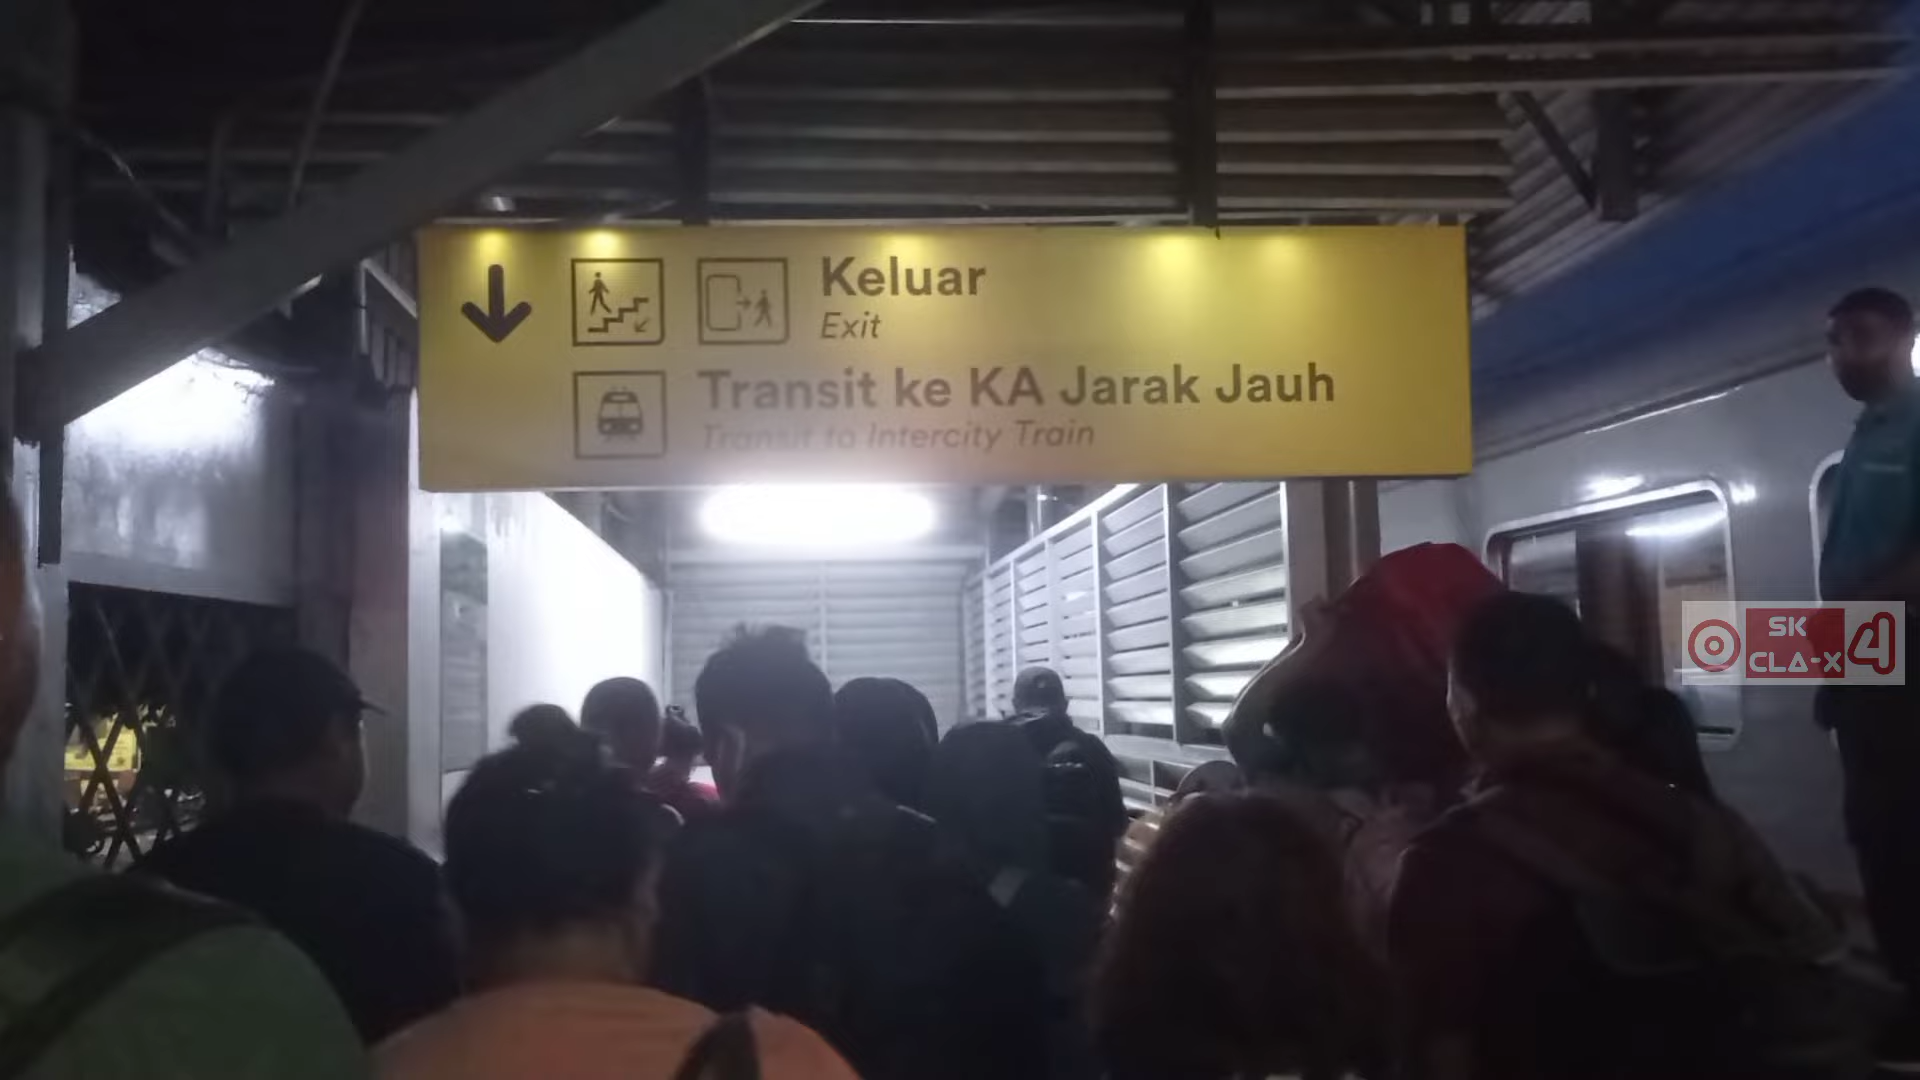 Keluar
Exit
Transit ke KA Jarak Jauh
Transit to Intercity Train
SK
CLA-X
4